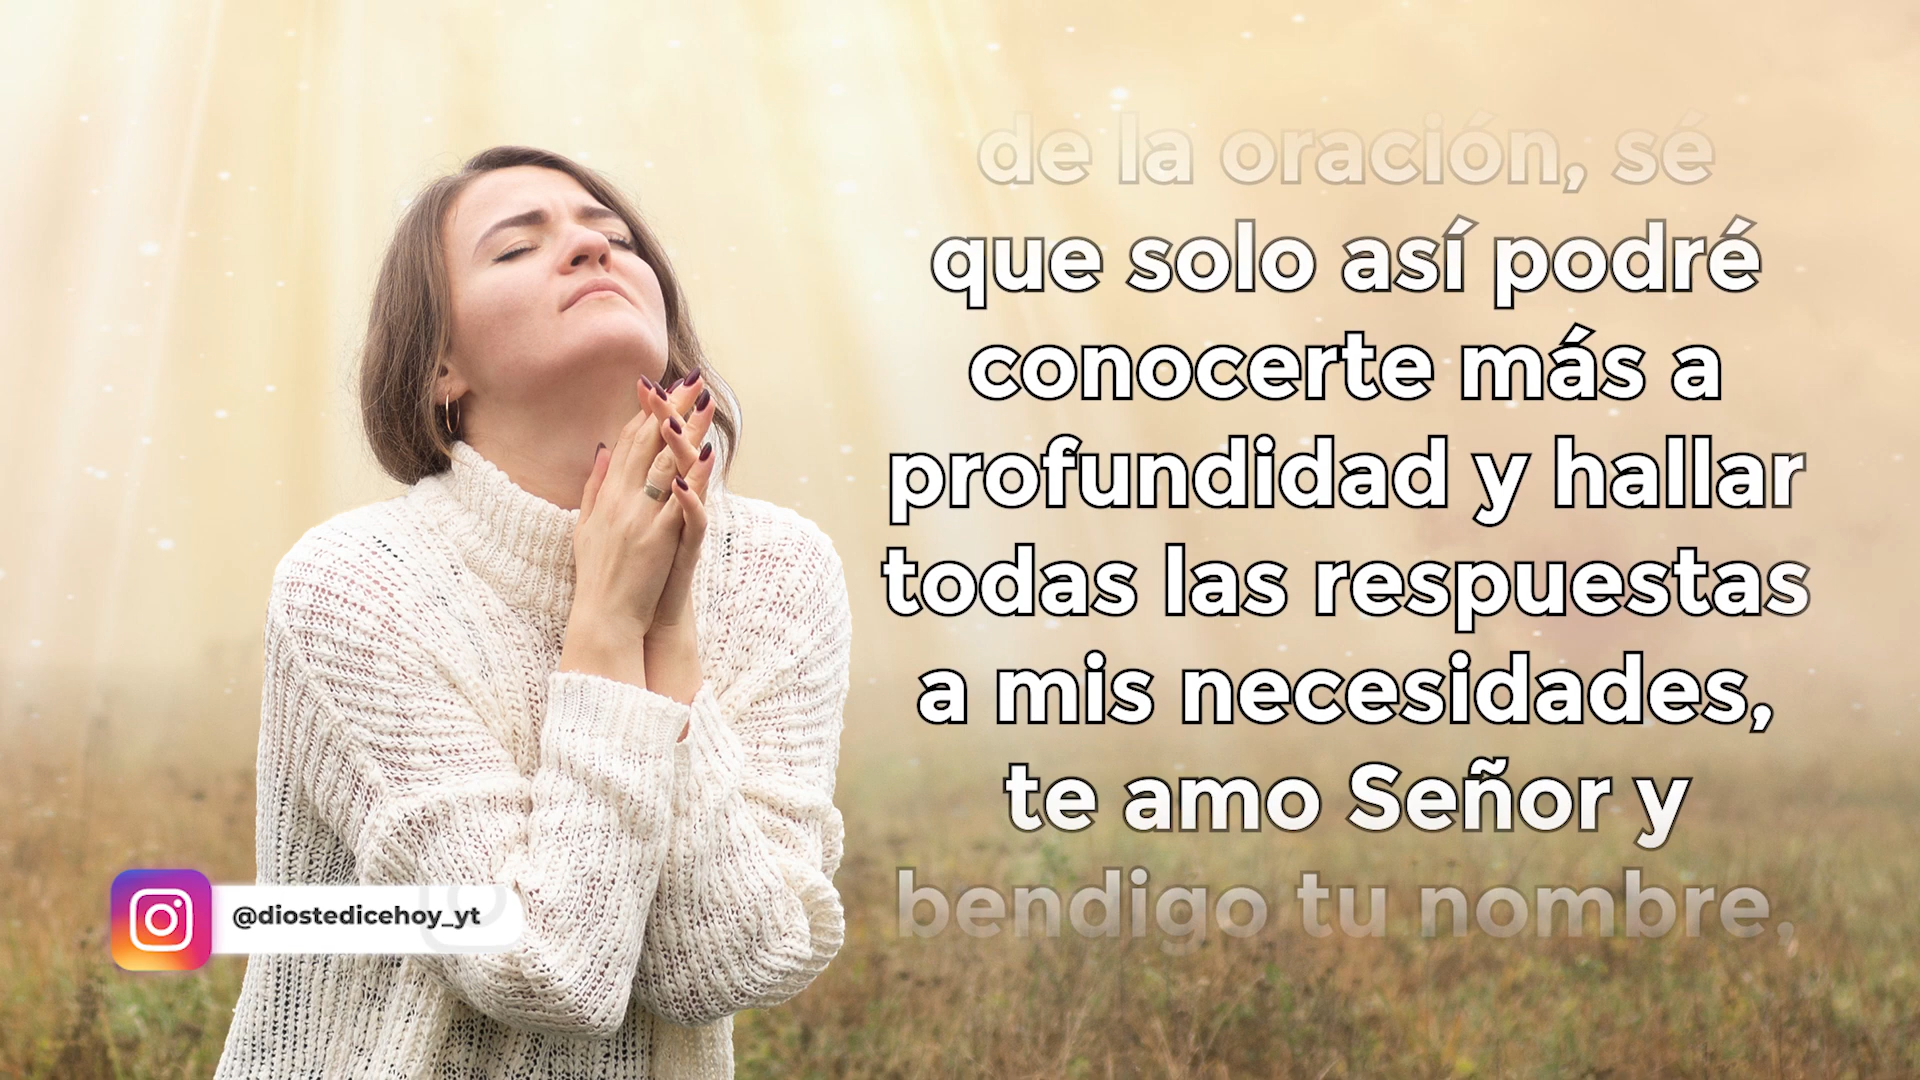 de la oración, sé
que solo así podré
conocerte más a
profundidad y hallar
todas las respuestas
a mis necesidades,
te amo Señor y
bendigo tu nombre.
@diostedicehoy_yt